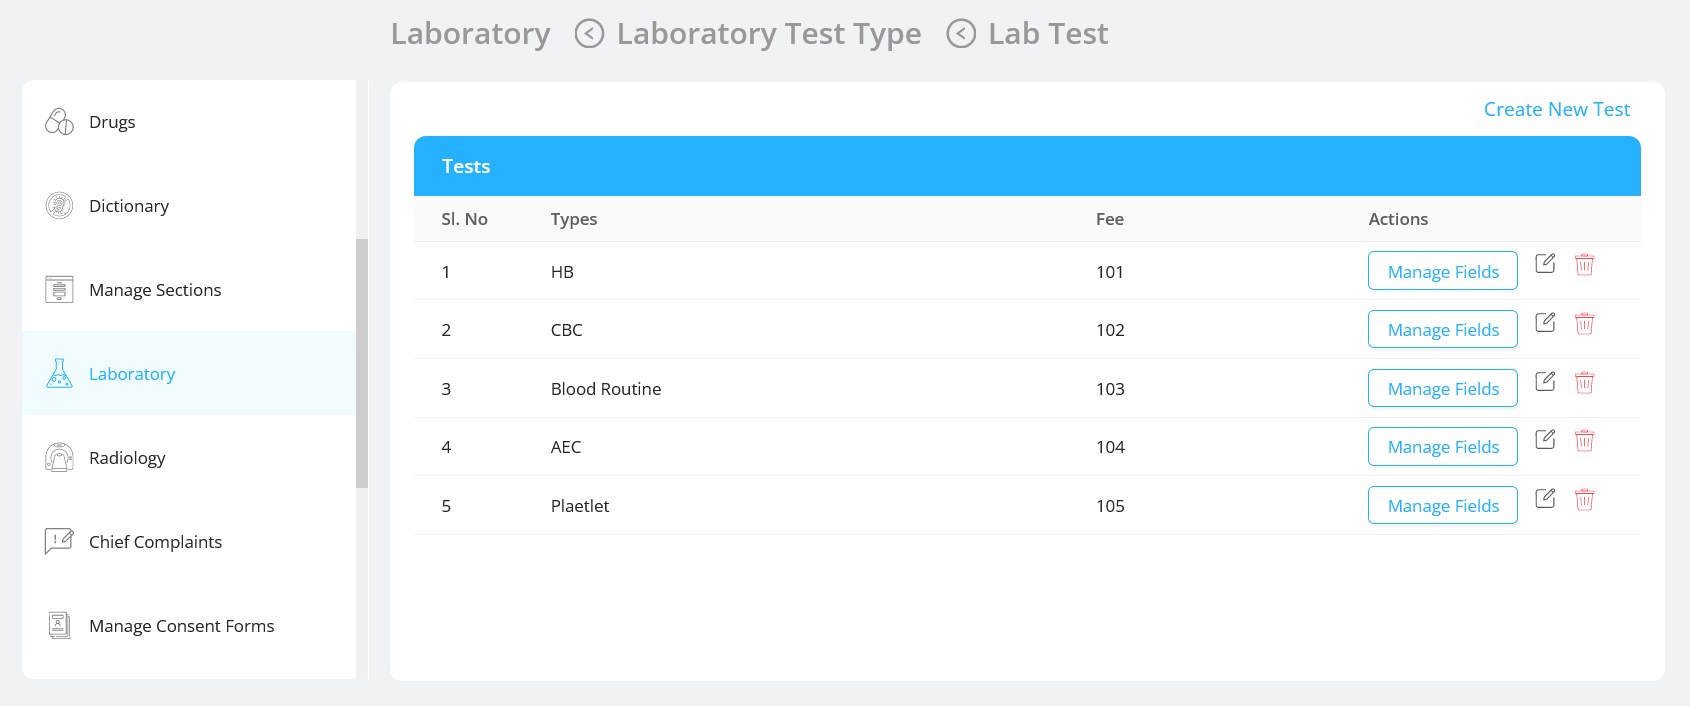 Laboratory < Laboratory Test Type < Lab Test
Drugs
Dictionary
Manage Sections
Laboratory
Radiology
Chief Complaints
Manage Consent Forms
Create New Test
Tests
Sl. No Types Fee Actions
1 HB 101 Manage Fields
2 CBC 102 Manage Fields
3 Blood Routine 103 Manage Fields
4 AEC 104 Manage Fields
5 Plaetlet 105 Manage Fields